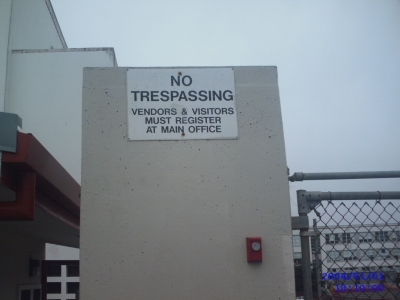 NO
TRESPASSING
VENDORS & VISITORS
MUST REGISTER
AT MAIN OFFICE